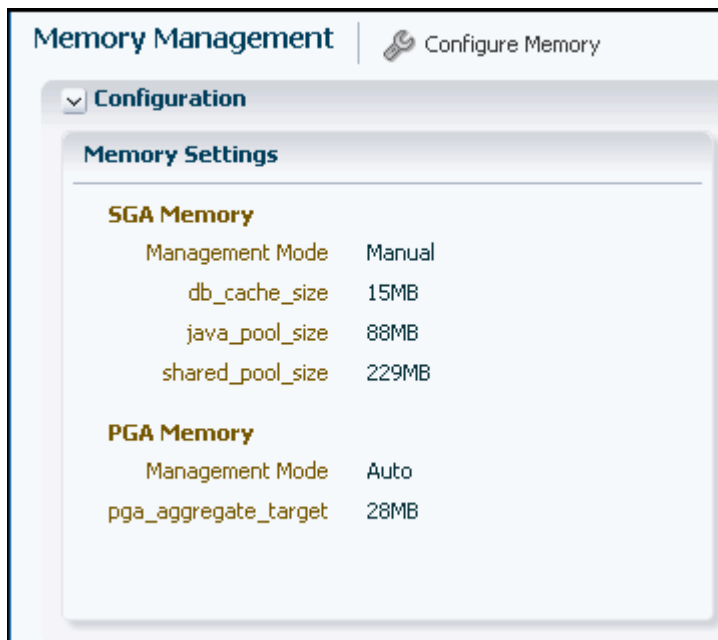 Memory Management Configure Memory
Configuration
Memory Settings
SGA Memory
Management Mode Manual
db_cache_size 15MB
java_pool_size 88MB
shared_pool_size 229MB
PGA Memory
Management Mode Auto
pga_aggregate_target 28MB